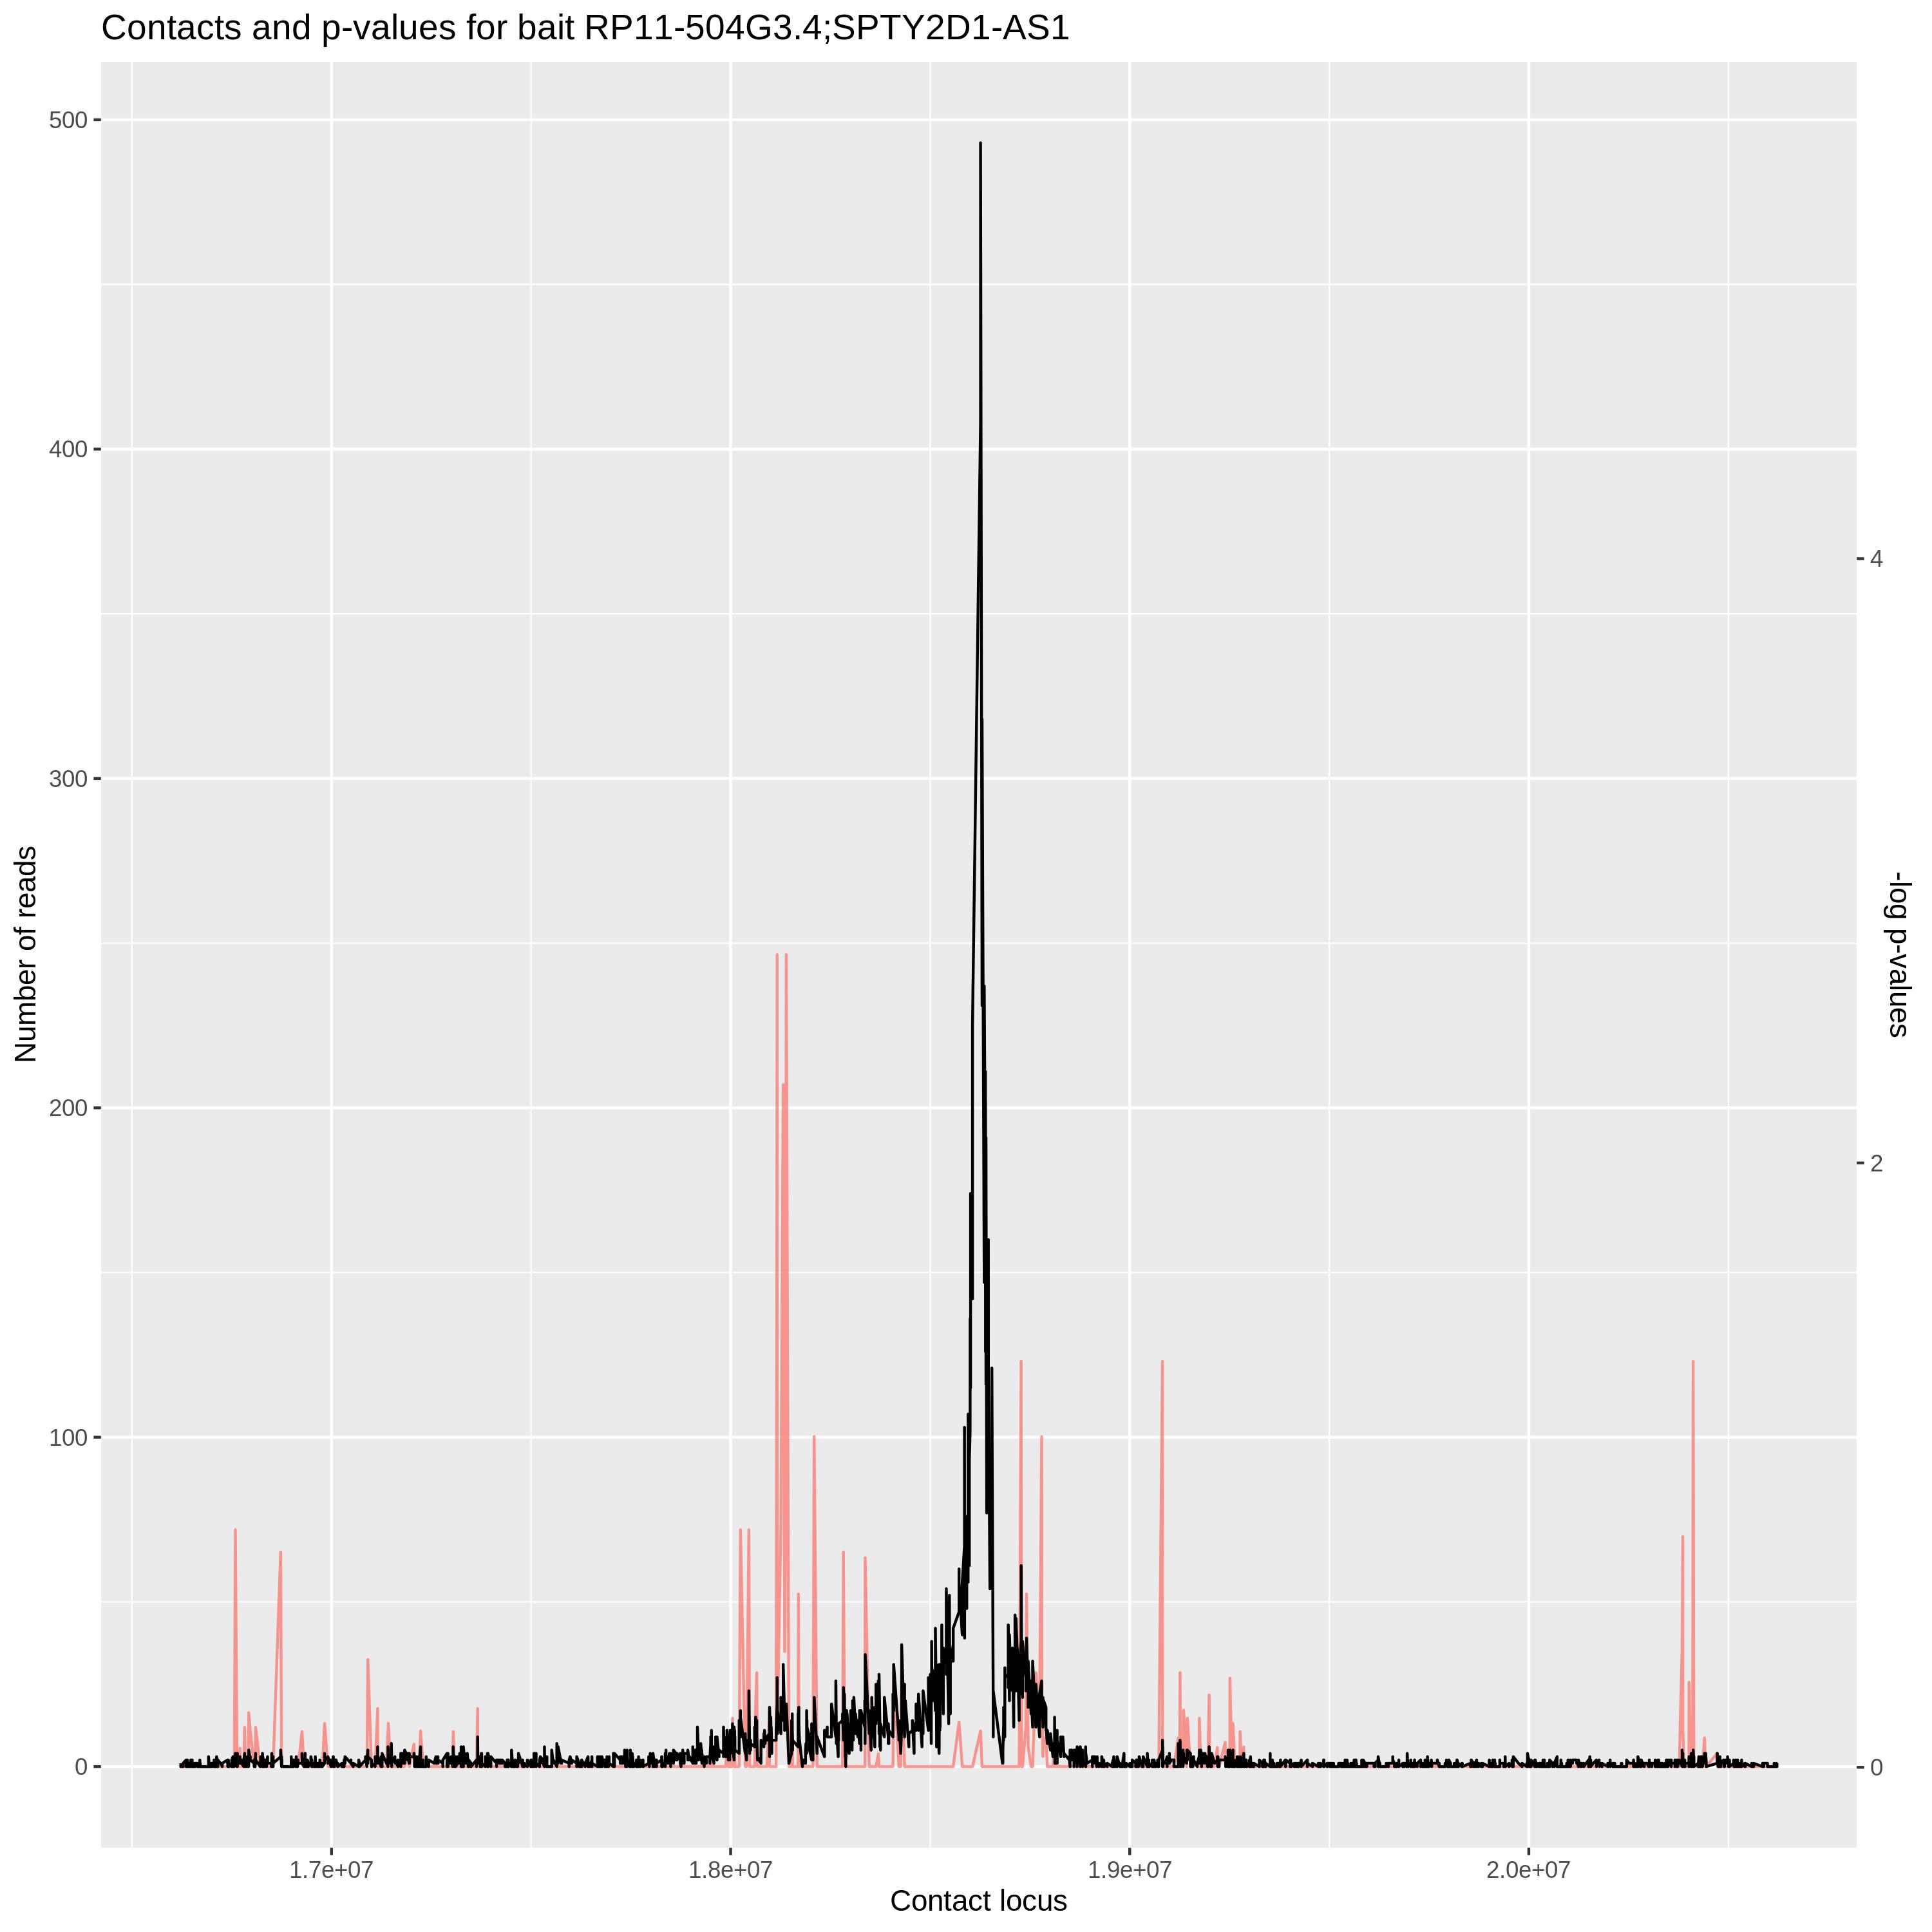 Contacts and p-values for bait RP11-504G3.4;SPTY2D1-AS1
500
400
300
200
100
0
Number of reads
4
2
0
-log p-values
1.7e+07
1.8e+07
1.9e+07
2.0e+07
Contact locus